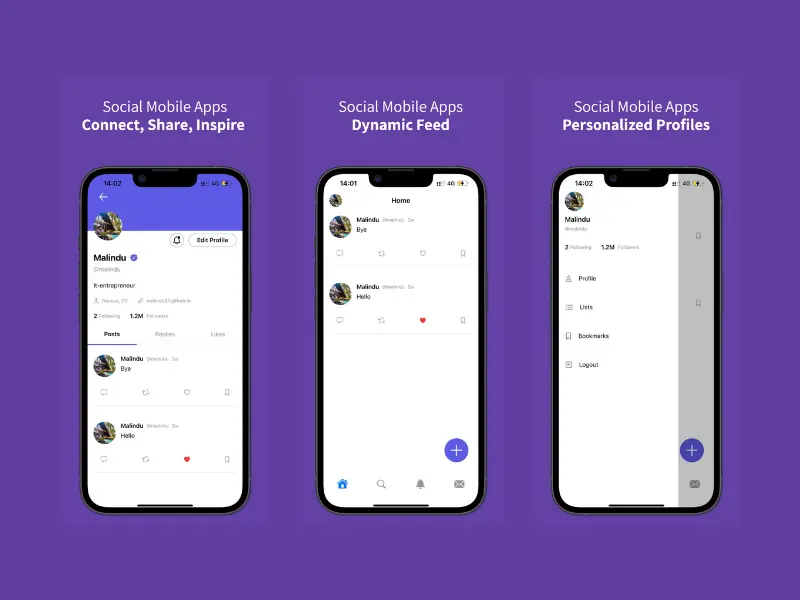 Social Mobile Apps
Connect, Share, Inspire
14:02
4G
Edit Profile
Malindu
@malindu
It-entrepreneur
2 Following 1.2M Followers
Posts Replies Likes
Malindu @malindu 2w
Bye
Malindu @malindu 2w
Hello
Social Mobile Apps
Dynamic Feed
14:01
4G
Home
Malindu @malindu 2w
Bye
Malindu @malindu 2w
Hello
Social Mobile Apps
Personalized Profiles
14:02
4G
Malindu
@malindu
2 Following 1.2M Followers
Profile
Lists
Bookmarks
Logout